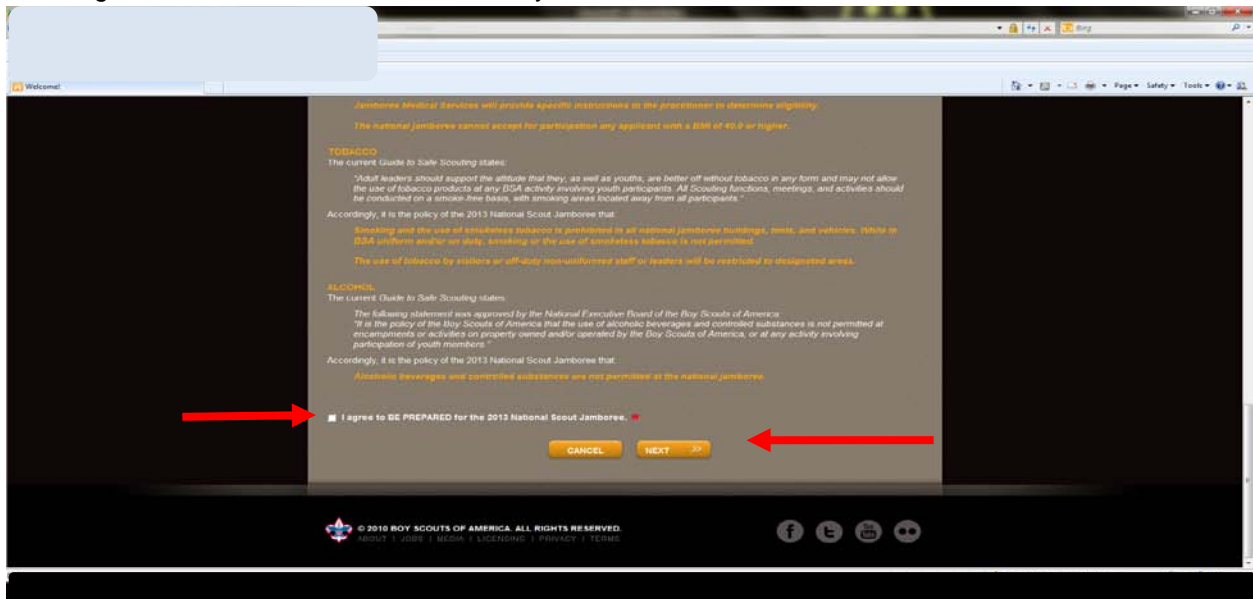 Bing
Welcome!
Page Safety Tools
Jamboree Medical Services will provide specific instructions to the practitioner to determine eligibility.
The national jamboree cannot accept for participation any applicant with a BMI of 40.0 or higher.
TOBACCO
The current Guide to Safe Scouting states:
"Adult leaders should support the attitude that they, as well as youths, are better off without tobacco in any form and may not allow
the use of tobacco products at any BSA activity involving youth participants. All Scouting functions, meetings, and activities should
be conducted on a smoke-free basis, with smoking areas located away from all participants."
Accordingly, it is the policy of the 2013 National Scout Jamboree that
Smoking and the use of smokeless tobacco is prohibited in all national jamboree buildings, tents, and vehicles. While in
BSA uniform and/or on duty, smoking or the use of smokeless tobacco is not permitted.
The use of tobacco by visitors or off-duty non-uniformed staff or leaders will be restricted to designated areas.
ALCOHOL
The current Guide to Safe Scouting states:
The following statement was approved by the National Executive Board of the Boy Scouts of America
"It is the policy of the Boy Scouts of America that the use of alcoholic beverages and controlled substances is not permitted at
encampments or activities on property owned and/or operated by the Boy Scouts of America, or at any activity involving
participation of youth members."
Accordingly, it is the policy of the 2013 National Scout Jamboree that
Alcoholic beverages and controlled substances are not permitted at the national jamboree.
I agree to BE PREPARED for the 2013 National Scout Jamboree.
CANCEL NEXT >>
© 2010 BOY SCOUTS OF AMERICA. ALL RIGHTS RESERVED.
ABOUT | JOBS | MEDIA | LICENSING | PRIVACY | TERMS
f t You Tube